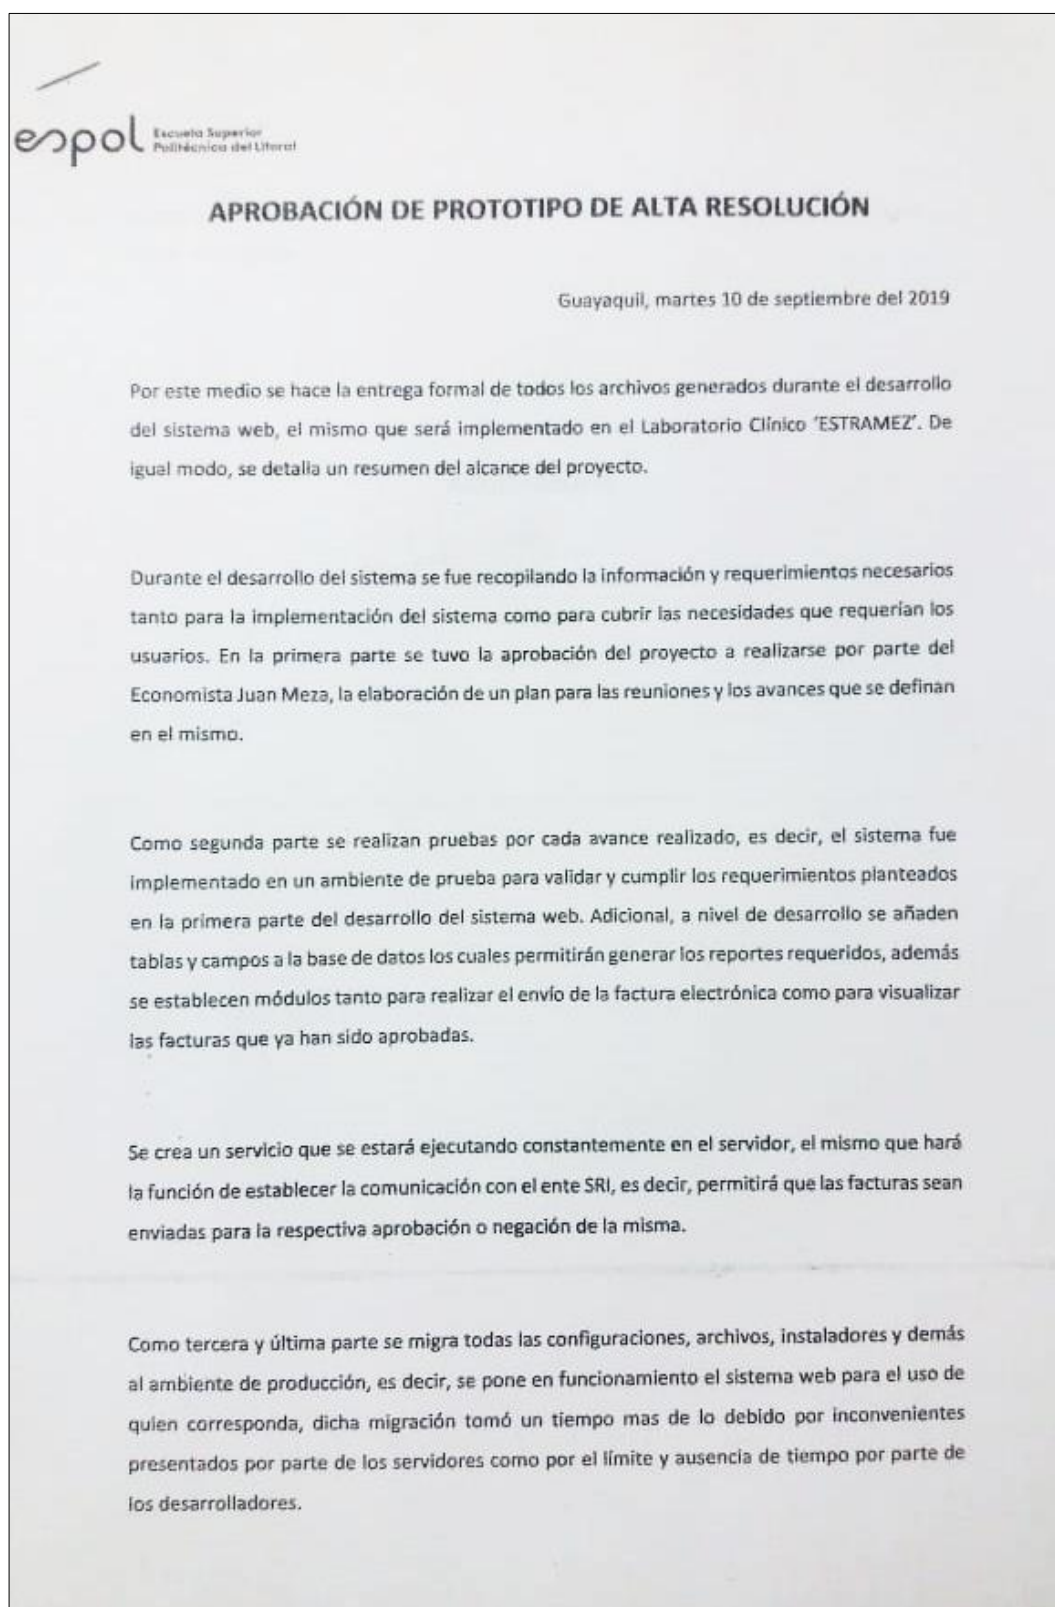 espol Escuela Superior
Politécnica del Litoral
APROBACIÓN DE PROTOTIPO DE ALTA RESOLUCIÓN
Guayaquil, martes 10 de septiembre del 2019
Por este medio se hace la entrega formal de todos los archivos generados durante el desarrollo
del sistema web, el mismo que será implementado en el Laboratorio Clínico 'ESTRAMEZ'. De
igual modo, se detalla un resumen del alcance del proyecto.
Durante el desarrollo del sistema se fue recopilando la información y requerimientos necesarios
tanto para la implementación del sistema como para cubrir las necesidades que requerían los
usuarios. En la primera parte se tuvo la aprobación del proyecto a realizarse por parte del
Economista Juan Meza, la elaboración de un plan para las reuniones y los avances que se definan
en el mismo.
Como segunda parte se realizan pruebas por cada avance realizado, es decir, el sistema fue
implementado en un ambiente de prueba para validar y cumplir los requerimientos planteados
en la primera parte del desarrollo del sistema web. Adicional, a nivel de desarrollo se añaden
tablas y campos a la base de datos los cuales permitirán generar los reportes requeridos, además
se establecen módulos tanto para realizar el envío de la factura electrónica como para visualizar
las facturas que ya han sido aprobadas.
Se crea un servicio que se estará ejecutando constantemente en el servidor, el mismo que hará
la función de establecer la comunicación con el ente SRI, es decir, permitirá que las facturas sean
enviadas para la respectiva aprobación o negación de la misma.
Como tercera y última parte se migra todas las configuraciones, archivos, instaladores y demás
al ambiente de producción, es decir, se pone en funcionamiento el sistema web para el uso de
quien corresponda, dicha migración tomó un tiempo mas de lo debido por inconvenientes
presentados por parte de los servidores como por el límite y ausencia de tiempo por parte de
los desarrolladores.